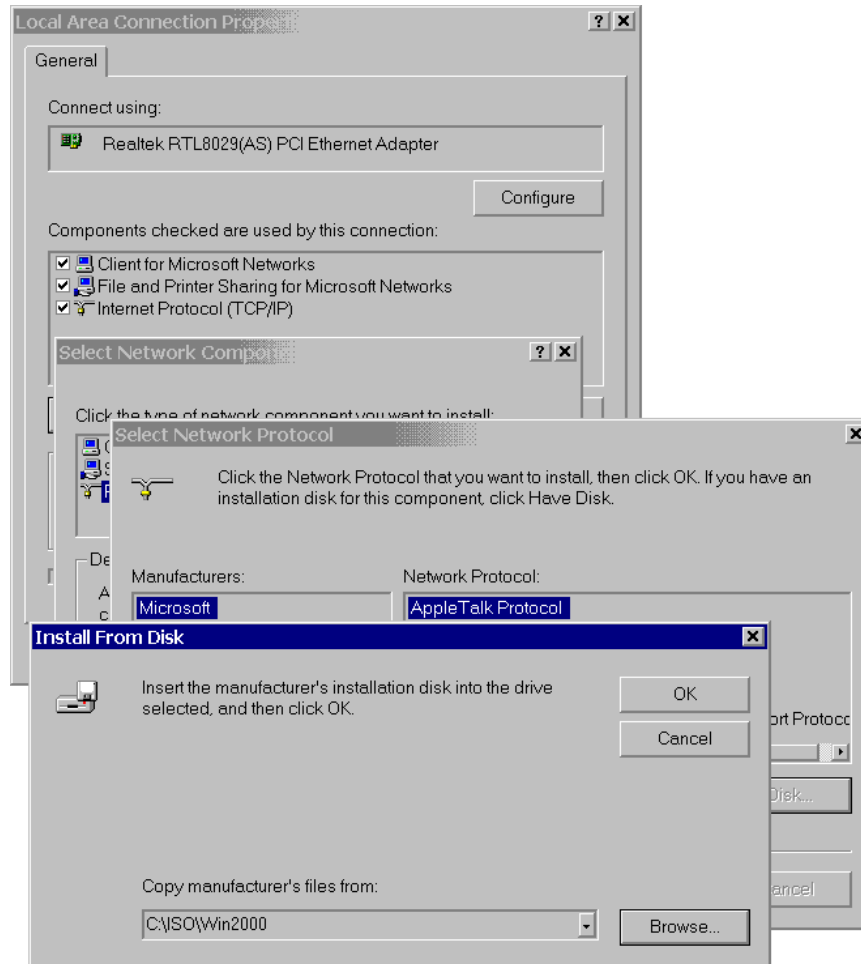 Local Area Connection Prope
General
Connect using:
Realtek RTL8029(AS) PCI Ethernet Adapter
Configure
Components checked are used by this connection:
Client for Microsoft Networks
File and Printer Sharing for Microsoft Networks
Internet Protocol (TCP/IP)
Select Network Compon
Click the type of network component you want to install:
Select Network Protocol
Click the Network Protocol that you want to install, then click OK. If you have an
installation disk for this component, click Have Disk.
De
A
c
Manufacturers:
Network Protocol:
Microsoft
AppleTalk Protocol
ort Protocc
Disk...
ancel
Install From Disk
Insert the manufacturer's installation disk into the drive
selected, and then click OK.
OK
Cancel
Copy manufacturer's files from:
C:\ISO\Win2000
Browse...